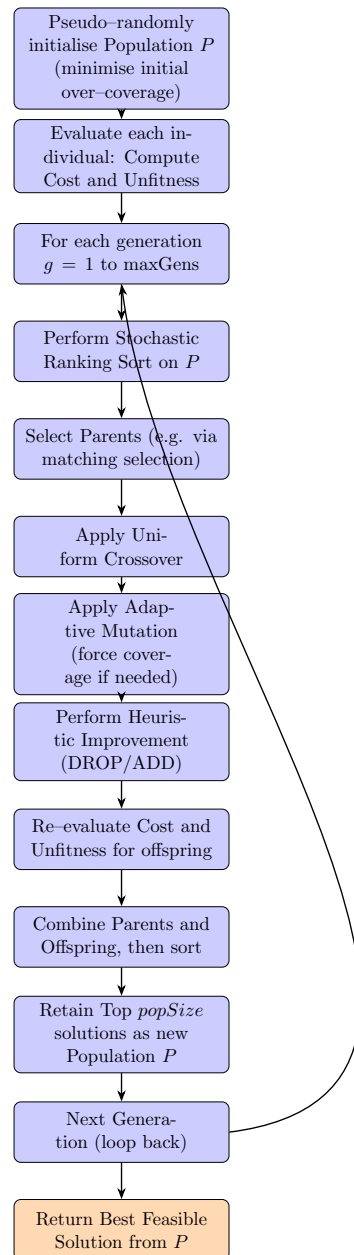 Pseudo–randomly
initialise Population P
(minimise initial
over–coverage)
Evaluate each in-
dividual: Compute
Cost and Unfitness
For each generation
g = 1 to maxGens
Perform Stochastic
Ranking Sort on P
Select Parents (e.g. via
matching selection)
Apply Uni-
form Crossover
Apply Adap-
tive Mutation
(force cover-
age if needed)
Perform Heuris-
tic Improvement
(DROP/ADD)
Re–evaluate Cost and
Unfitness for offspring
Combine Parents and
Offspring, then sort
Retain Top popSize
solutions as new
Population P
Next Genera-
tion (loop back)
Return Best Feasible
Solution from P